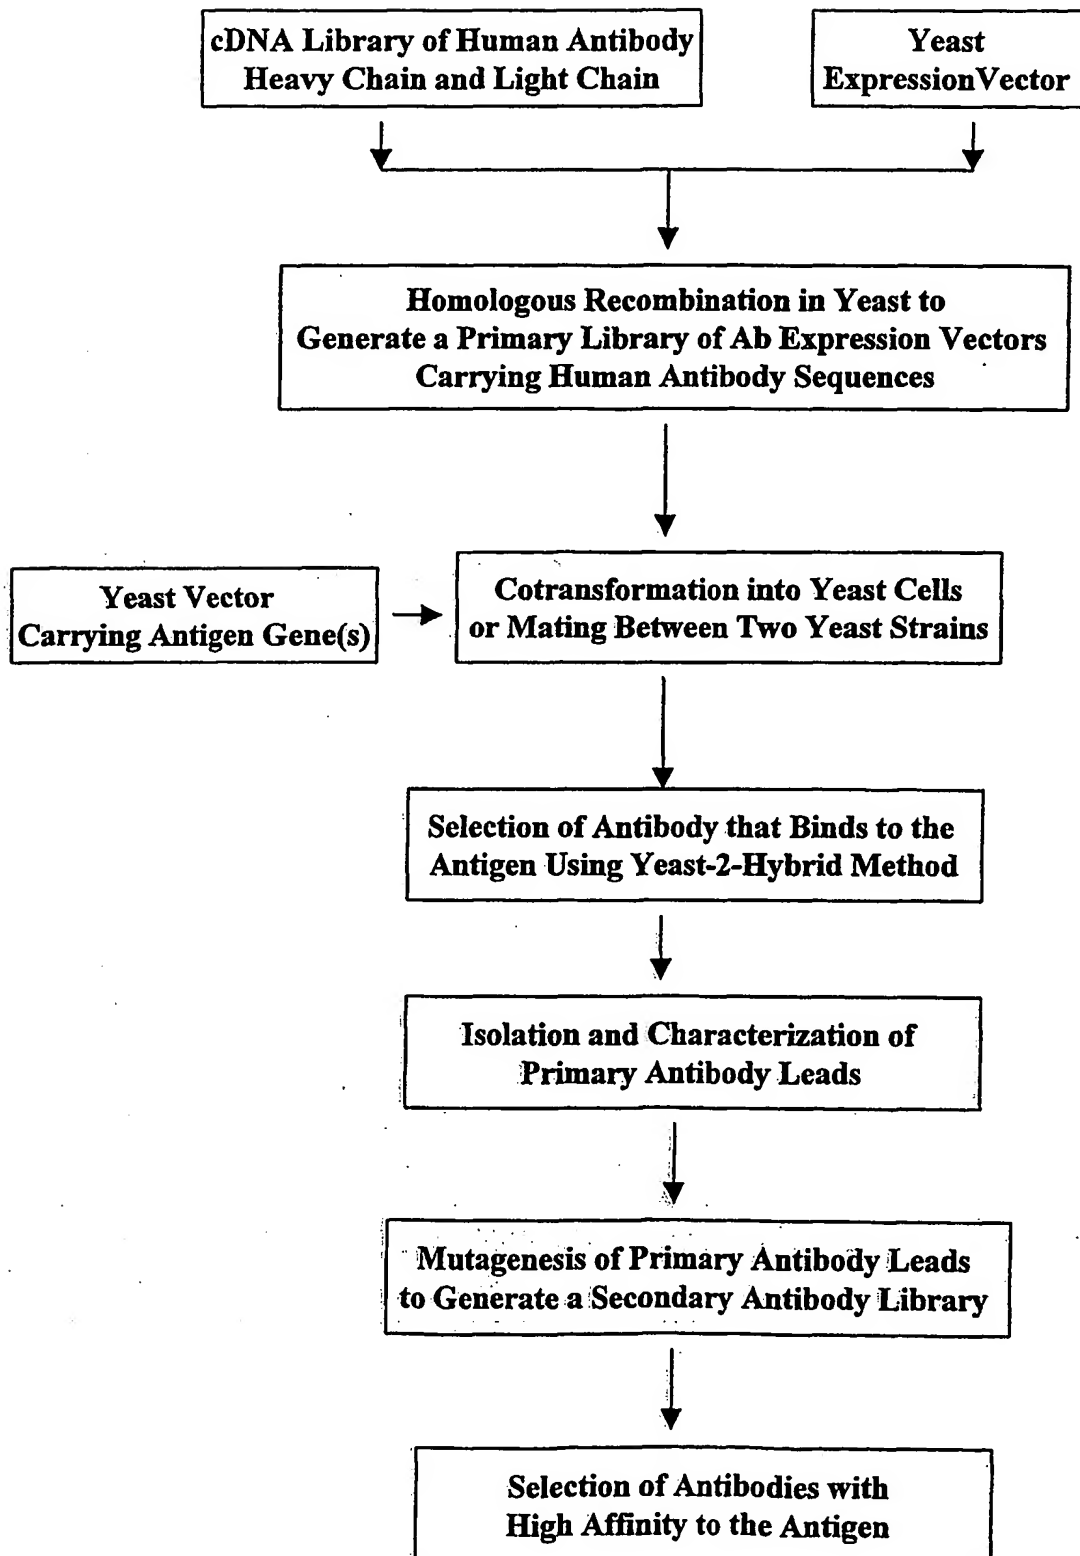 cDNA Library of Human Antibody
Heavy Chain and Light Chain
Yeast
ExpressionVector
Homologous Recombination in Yeast to
Generate a Primary Library of Ab Expression Vectors
Carrying Human Antibody Sequences
Yeast Vector
Carrying Antigen Gene(s)
Cotransformation into Yeast Cells
or Mating Between Two Yeast Strains
Selection of Antibody that Binds to the
Antigen Using Yeast-2-Hybrid Method
Isolation and Characterization of
Primary Antibody Leads
Mutagenesis of Primary Antibody Leads
to Generate a Secondary Antibody Library
Selection of Antibodies with
High Affinity to the Antigen